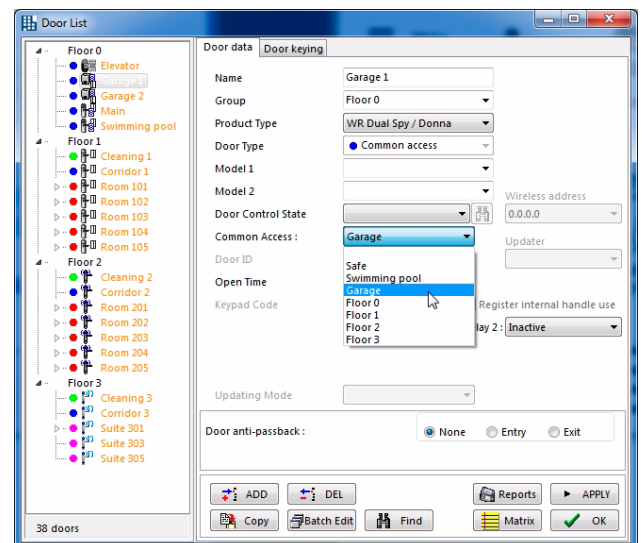 Door List
Floor 0
Elevator
Garage 1
Garage 2
Main
Swimming pool
Floor 1
Cleaning 1
Corridor 1
Room 101
Room 102
Room 103
Room 104
Room 105
Floor 2
Cleaning 2
Corridor 2
Room 201
Room 202
Room 203
Room 204
Room 205
Floor 3
Cleaning 3
Corridor 3
Suite 301
Suite 303
Suite 305
38 doors
Door data Door keying
Name Garage 1
Group Floor 0
Product Type WR Dual Spy / Donna
Door Type Common access
Model 1
Model 2
Wireless address
Door Control State 0.0.0.0
Common Access : Garage
Updater
Door ID
Safe
Swimming pool
Open Time
Garage
Keypad Code
Floor 0 Register internal handle use
Floor 1
Floor 2 lay 2 : Inactive
Floor 3
Updating Mode
Door anti-passback : None Entry Exit
ADD DEL Reports APPLY
Copy Batch Edit Find Matrix OK